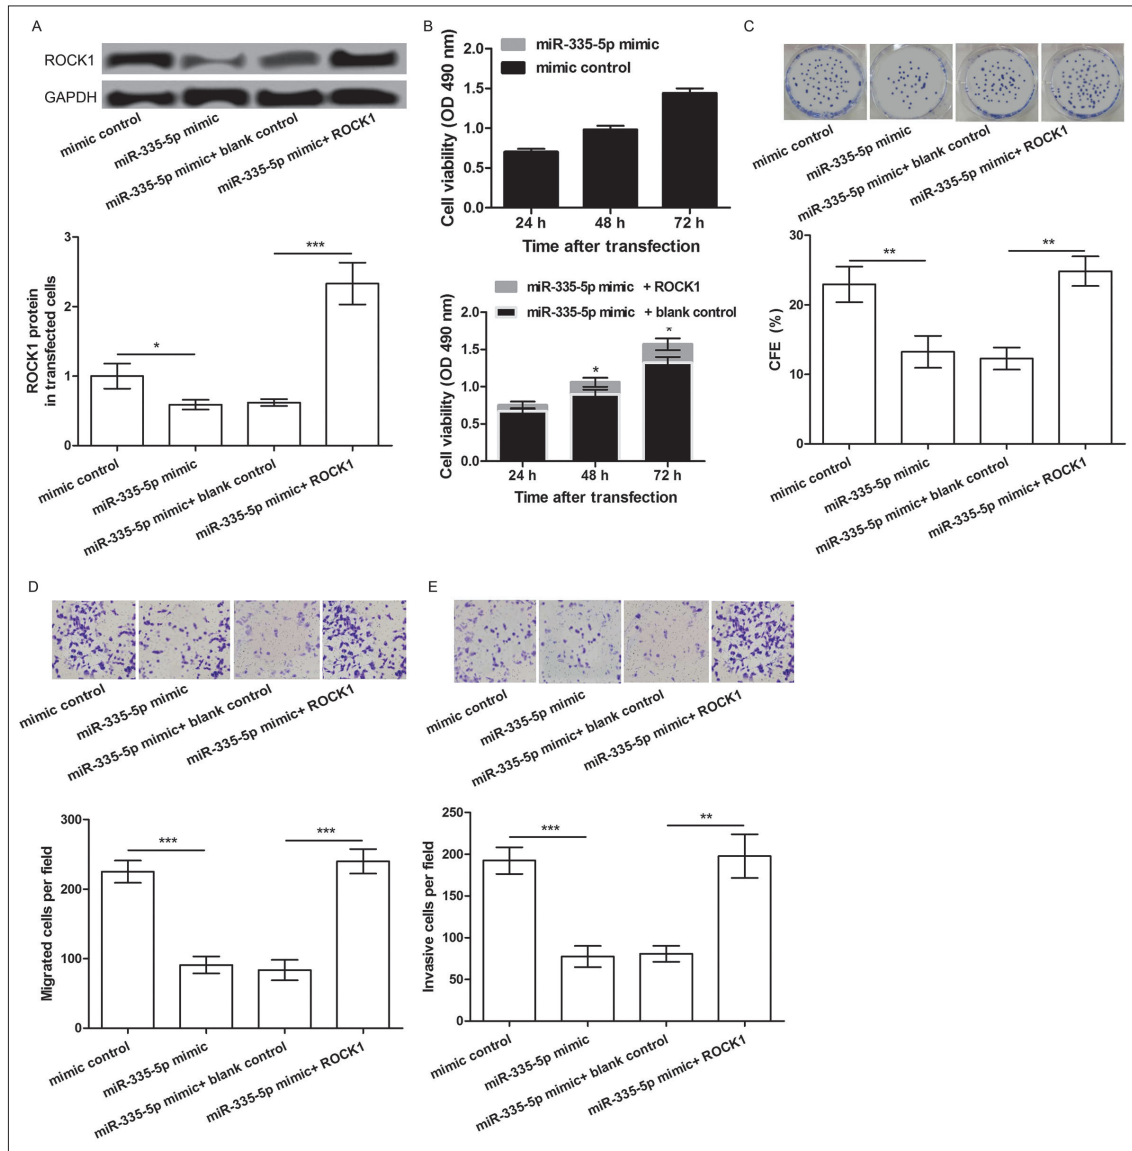 A
ROCK1
GAPDH
mimic control
miR-335-5p mimic
miR-335-5p mimic+ blank control
miR-335-5p mimic+ ROCK1
ROCK1 protein
in transfected cells
3
2
1
0
*
***
mimic control
miR-335-5p mimic
miR-335-5p mimic+ blank control
miR-335-5p mimic+ ROCK1
B
miR-335-5p mimic
mimic control
Cell viability (OD 490 nm)
2.0
1.5
1.0
0.5
0.0
24 h 48 h 72 h
Time after transfection
miR-335-5p mimic + ROCK1
miR-335-5p mimic + blank control
Cell viability (OD 490 nm)
2.0
1.5
1.0
0.5
0.0
*
*
24 h 48 h 72 h
Time after transfection
C
mimic control
miR-335-5p mimic
miR-335-5p mimic+ blank control
miR-335-5p mimic+ ROCK1
CFE (%)
30
20
10
0
**
**
mimic control
miR-335-5p mimic
miR-335-5p mimic+ blank control
miR-335-5p mimic+ ROCK1
D
mimic control
miR-335-5p mimic
miR-335-5p mimic+ blank control
miR-335-5p mimic+ ROCK1
Migrated cells per field
300
200
100
0
***
***
mimic control
miR-335-5p mimic
miR-335-5p mimic+ blank control
miR-335-5p mimic+ ROCK1
E
mimic control
miR-335-5p mimic
miR-335-5p mimic+ blank control
miR-335-5p mimic+ ROCK1
Invasive cells per field
250
200
150
100
50
0
***
**
mimic control
miR-335-5p mimic
miR-335-5p mimic+ blank control
miR-335-5p mimic+ ROCK1